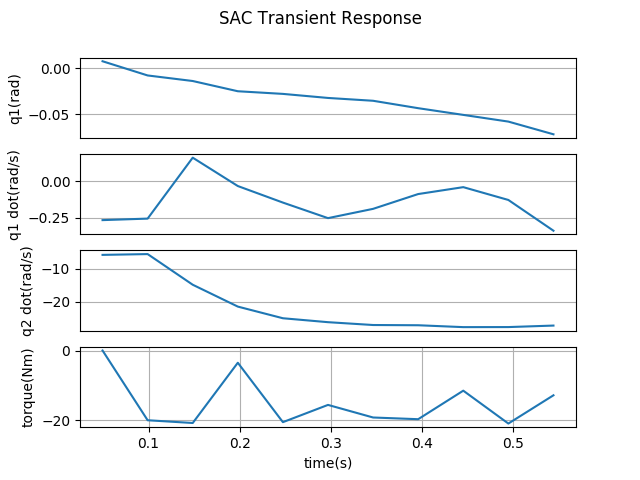 SAC Transient Response
0.00
−0.05
q1(rad)
0.00
−0.25
q1 dot(rad/s)
−10
−20
q2 dot(rad/s)
0
−20
torque(Nm)
0.1 0.2 0.3 0.4 0.5
time(s)